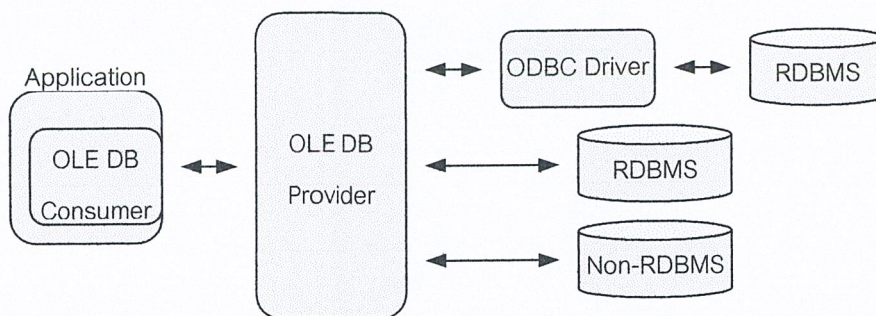 Application
OLE DB
Consumer
OLE DB
Provider
ODBC Driver
RDBMS
RDBMS
Non-RDBMS